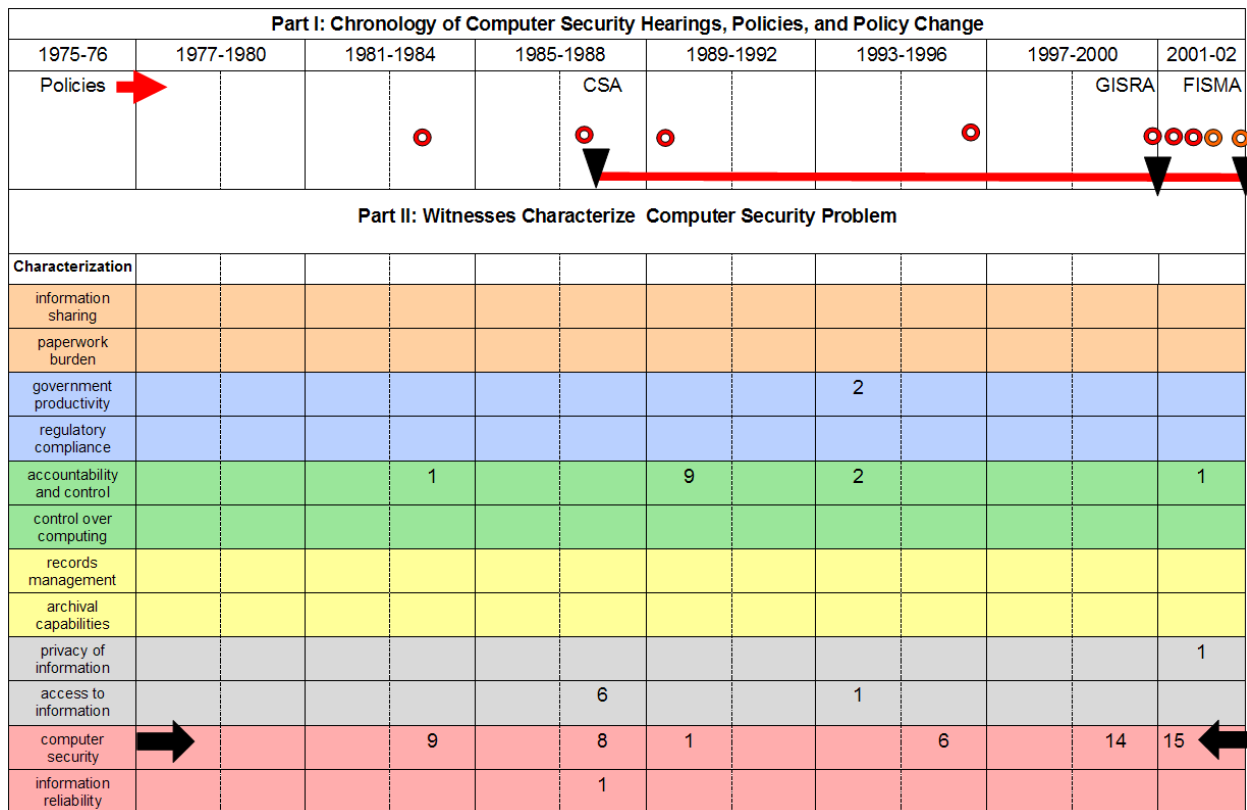 Part I: Chronology of Computer Security Hearings, Policies, and Policy Change
1975-76 1977-1980 1981-1984 1985-1988 1989-1992 1993-1996 1997-2000 2001-02
Policies CSA GISRA FISMA
Part II: Witnesses Characterize Computer Security Problem
Characterization
information
sharing
paperwork
burden
government
productivity
2
regulatory
compliance
accountability
and control
1 9 2 1
control over
computing
records
management
archival
capabilities
privacy of
information
1
access to
information
6 1
computer
security
9 8 1 6 14 15
information
reliability
1